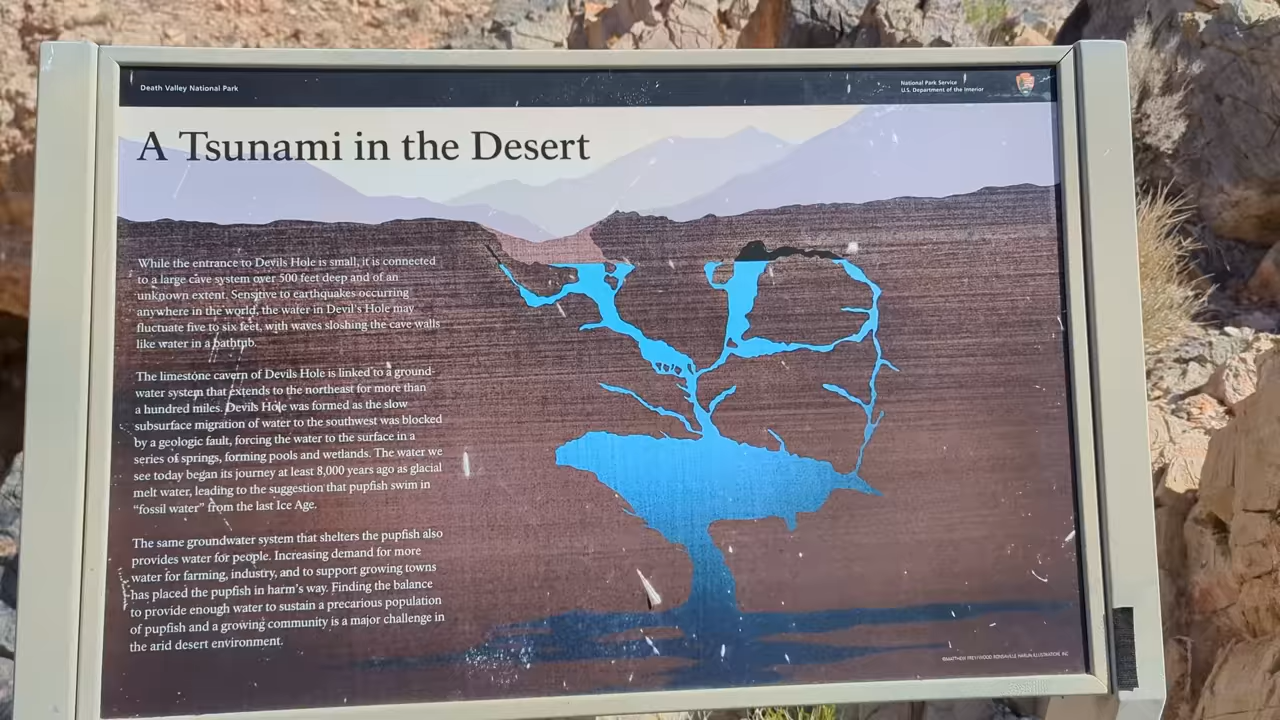 Death Valley National Park
National Park Service
U.S. Department of the Interior
A Tsunami in the Desert
While the entrance to Devils Hole is small, it is connected
to a large cave system over 500 feet deep and of an
unknown extent. Sensitive to earthquakes occurring
anywhere in the world, the water in Devil's Hole may
fluctuate five to six feet, with waves sloshing the cave walls
like water in a bathtub.
The limestone cavern of Devils Hole is linked to a ground-
water system that extends to the northeast for more than
a hundred miles. Devils Hole was formed as the slow
subsurface migration of water to the southwest was blocked
by a geologic fault, forcing the water to the surface in a
series of springs, forming pools and wetlands. The water we
see today began its journey at least 8,000 years ago as glacial
melt water, leading to the suggestion that pupfish swim in
“fossil water” from the last Ice Age.
The same groundwater system that shelters the pupfish also
provides water for people. Increasing demand for more
water for farming, industry, and to support growing towns
has placed the pupfish in harm's way. Finding the balance
to provide enough water to sustain a precarious population
of pupfish and a growing community is a major challenge in
the arid desert environment.